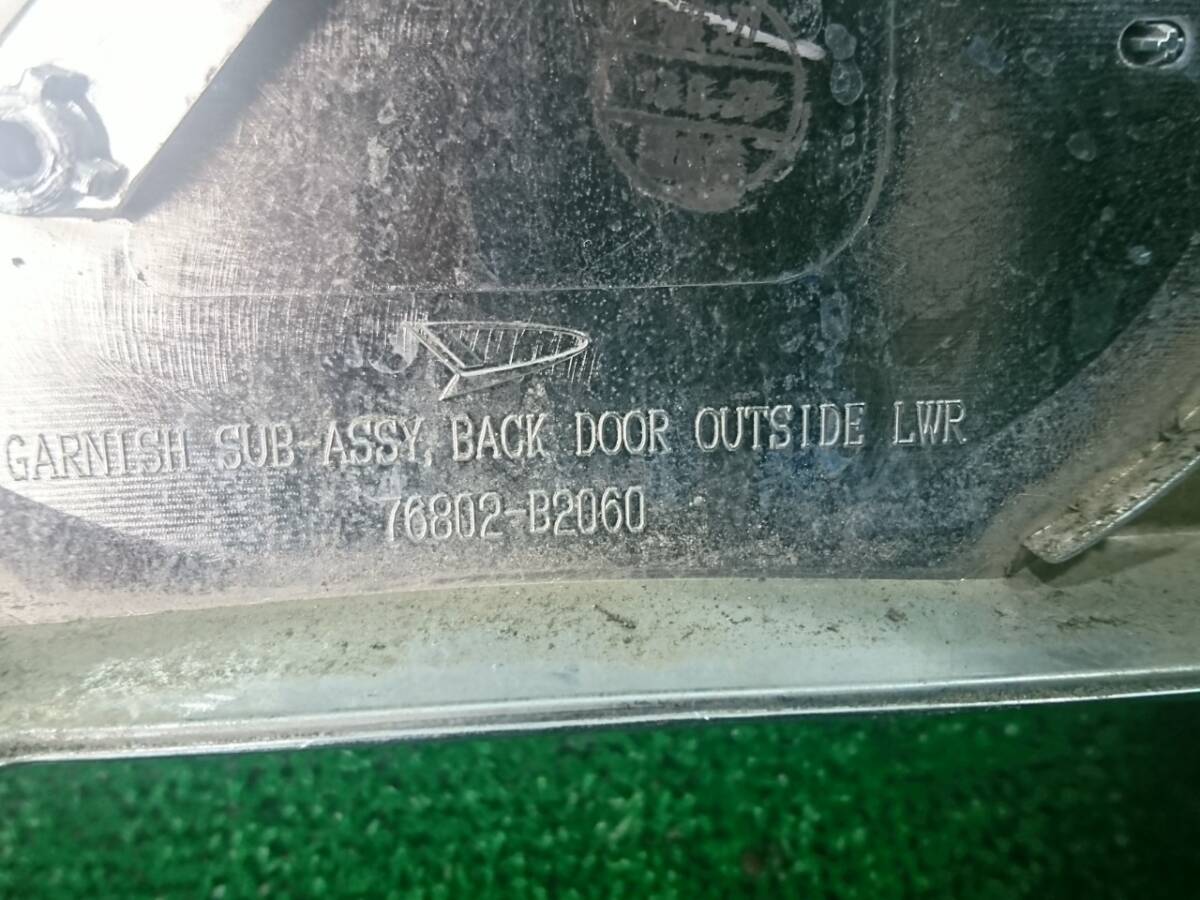 GARNISH SUB-ASSY, BACK DOOR OUTSIDE LWR
76802-B2060